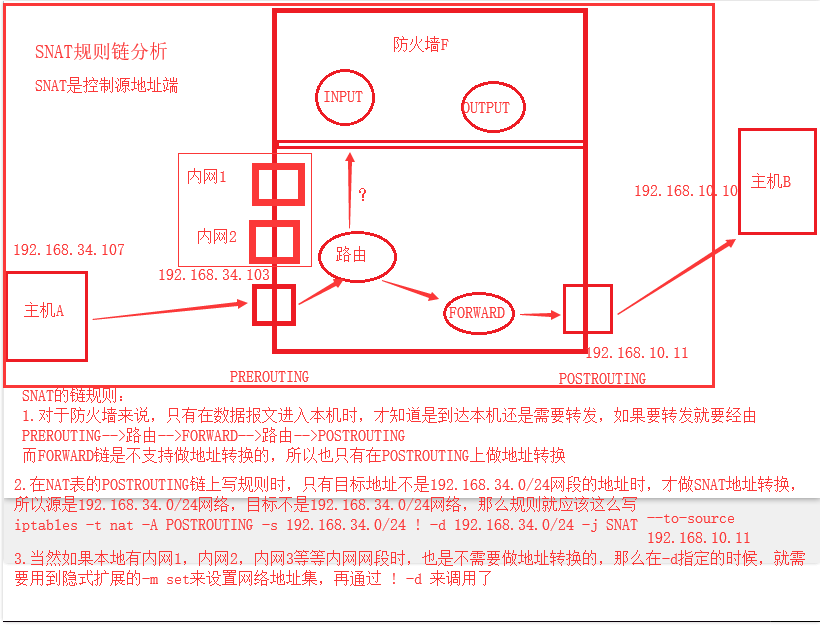 SNAT规则链分析
防火墙F
SNAT是控制源地址端
INPUT
OUTPUT
内网1
?
主机B
192.168.10.10
内网2
192.168.34.107
路由
192.168.34.103
主机A
FORWARD
192.168.10.11
PREROUTING
POSTROUTING
SNAT的链规则:
1.对于防火墙来说，只有在数据报文进入本机时，才知道是到达本机还是需要转发，如果要转发就要经由
PREROUTING-->路由-->FORWARD-->路由-->POSTROUTING
而FORWARD链是不支持做地址转换的，所以也只有在POSTROUTING上做地址转换
2.在NAT表的POSTROUTING链上写规则时，只有目标地址不是192.168.34.0/24网段的地址时，才做SNAT地址转换，
所以源是192.168.34.0/24网络，目标不是192.168.34.0/24网络，那么规则就应该这么写
iptables -t nat -A POSTROUTING -s 192.168.34.0/24 ! -d 192.168.34.0/24 -j SNAT --to-source
192.168.10.11
3.当然如果本地有内网1，内网2，内网3等等内网网段时，也是不需要做地址转换的，那么在-d指定的时候，就需
要用到隐式扩展的-m set来设置网络地址集，再通过 ! -d 来调用了